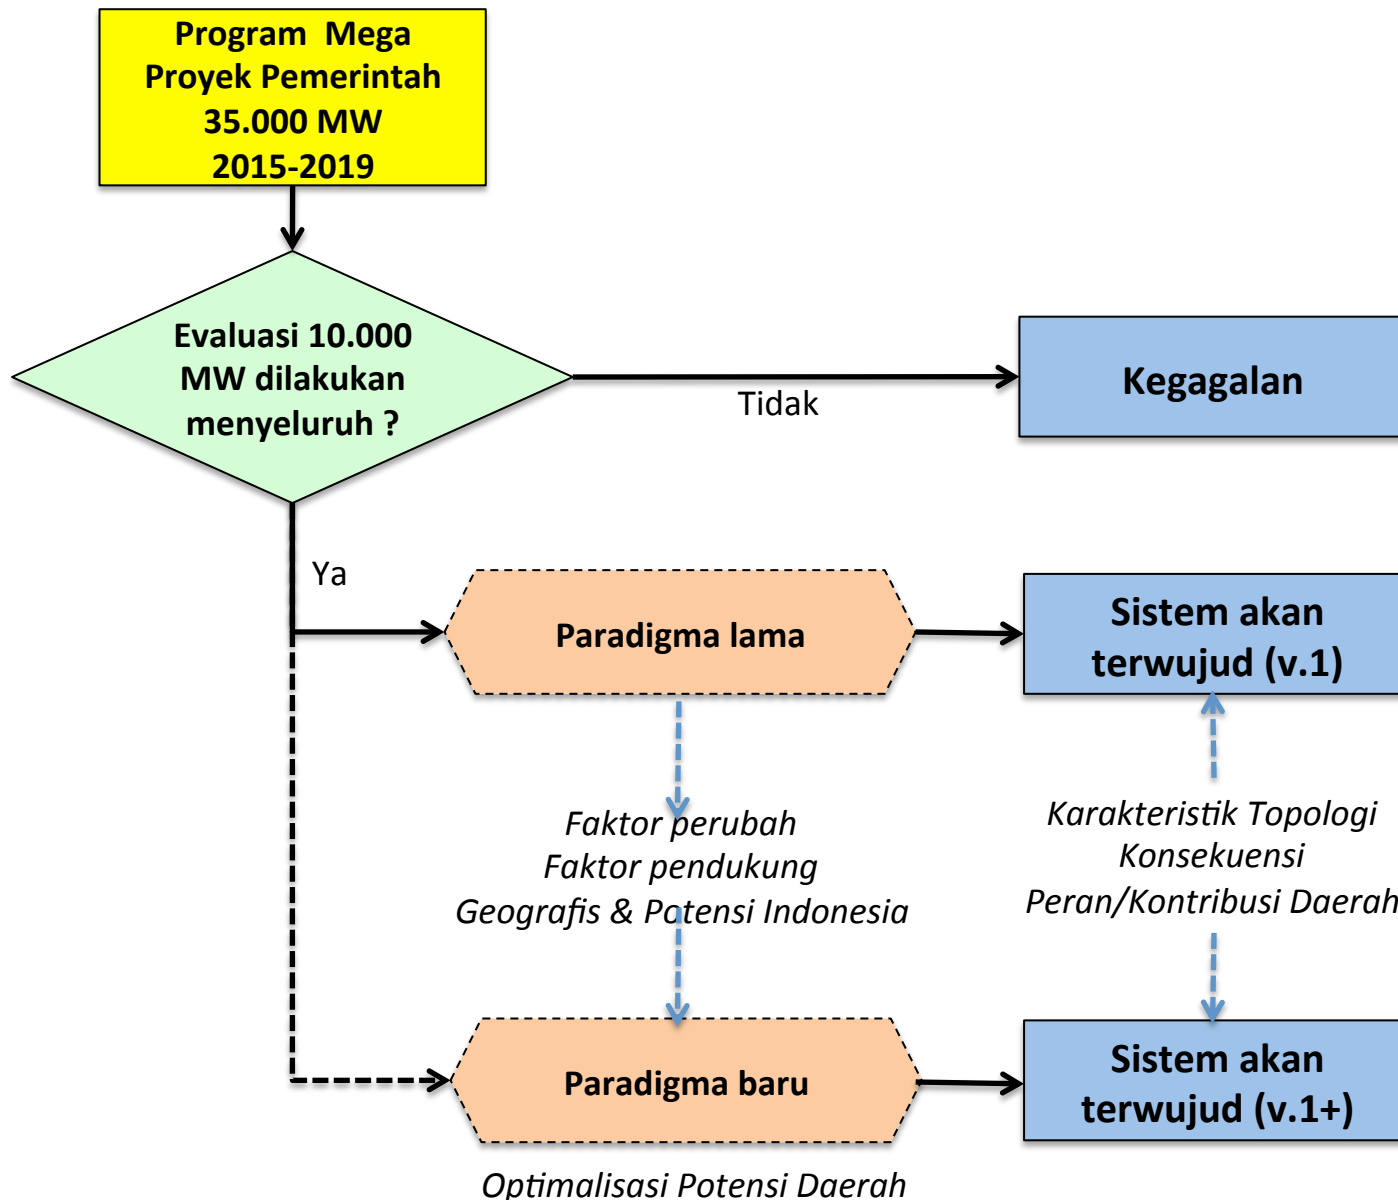 Program Mega
Proyek Pemerintah
35.000 MW
2015-2019
Evaluasi 10.000
MW dilakukan
menyeluruh ?
Tidak
Kegagalan
Ya
Paradigma lama
Sistem akan
terwujud (v.1)
Faktor perubah
Faktor pendukung
Geografis & Potensi Indonesia
Karakteristik Topologi
Konsekuensi
Peran/Kontribusi Daerah
Paradigma baru
Sistem akan
terwujud (v.1+)
Optimalisasi Potensi Daerah